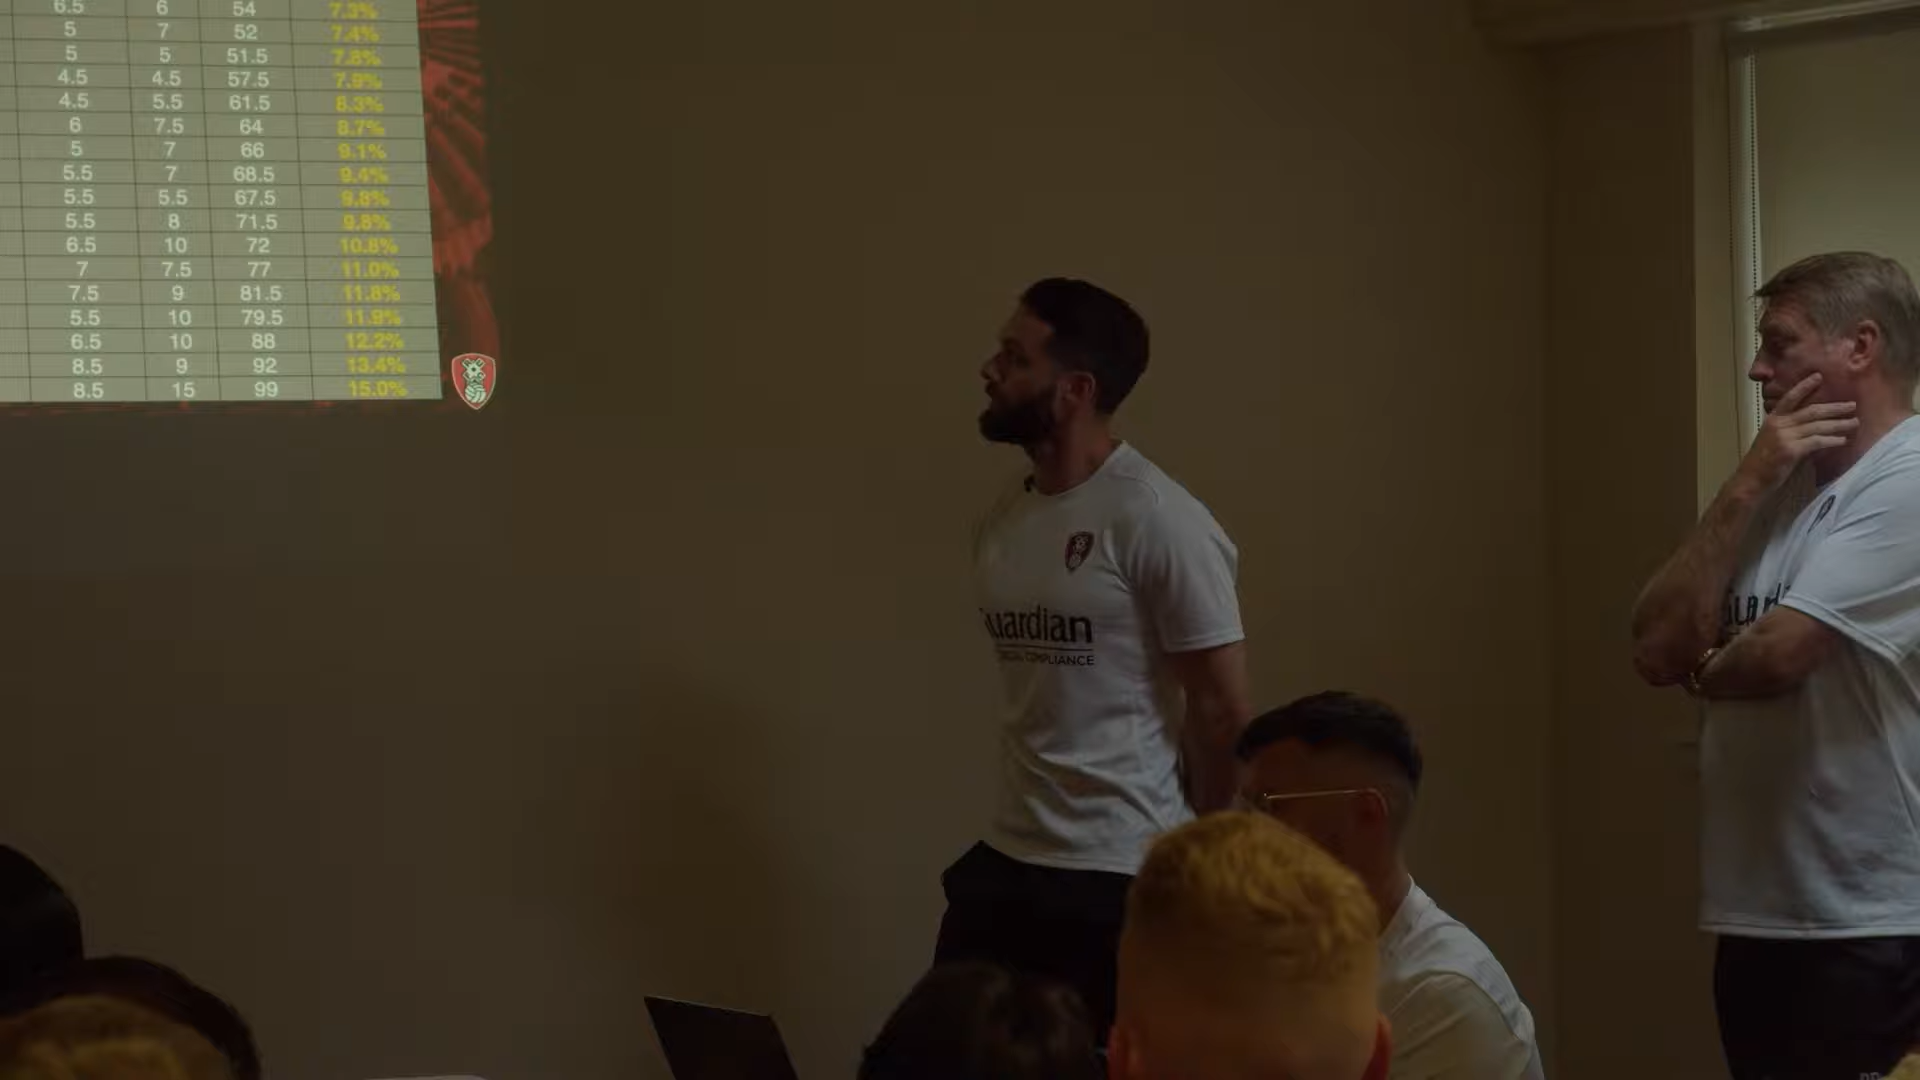 6.5 6 54 7.3%
5 7 52 7.4%
5 5 51.5 7.8%
4.5 4.5 57.5 7.9%
4.5 5.5 61.5 8.3%
6 7.5 64 8.7%
5 7 66 9.1%
5.5 7 68.5 9.4%
5.5 5.5 67.5 9.8%
5.5 8 71.5 9.8%
6.5 10 72 10.8%
7 7.5 77 11.0%
7.5 9 81.5 11.8%
5.5 10 79.5 11.9%
6.5 10 88 12.2%
8.5 9 92 13.4%
8.5 15 99 15.0%
uardian
COMPLIANCE